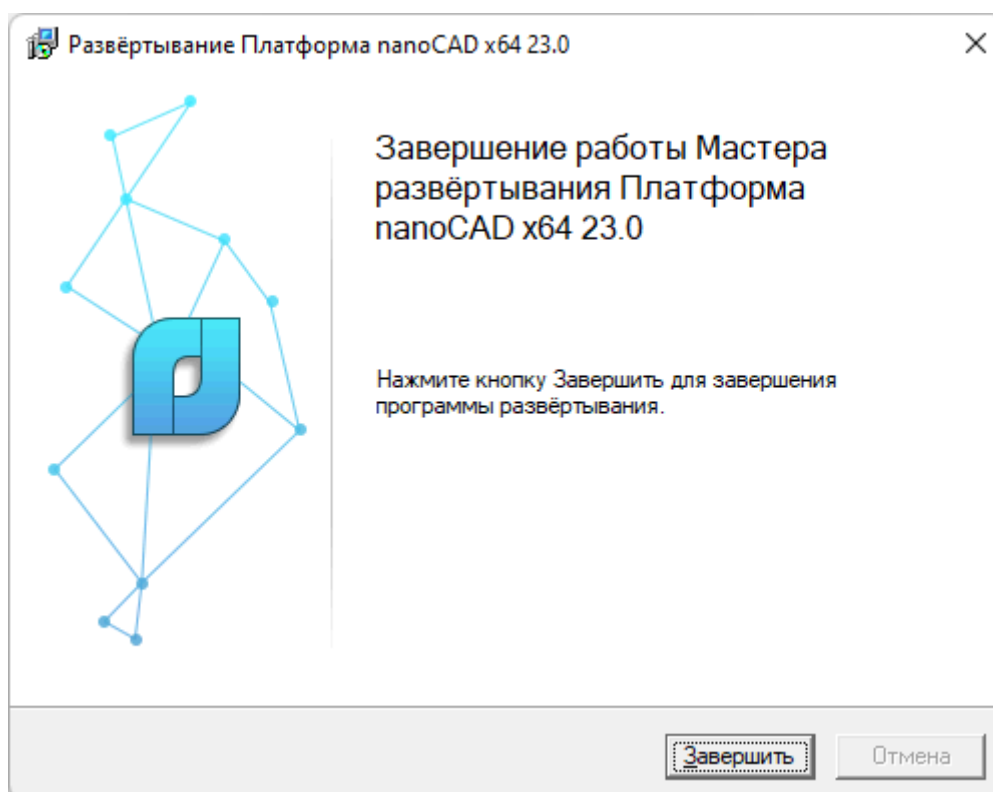 Развёртывание Платформа nanoCAD x64 23.0
Завершение работы Мастера
развёртывания Платформа
nanoCAD x64 23.0
Нажмите кнопку Завершить для завершения
программы развёртывания.
Завершить
Отмена